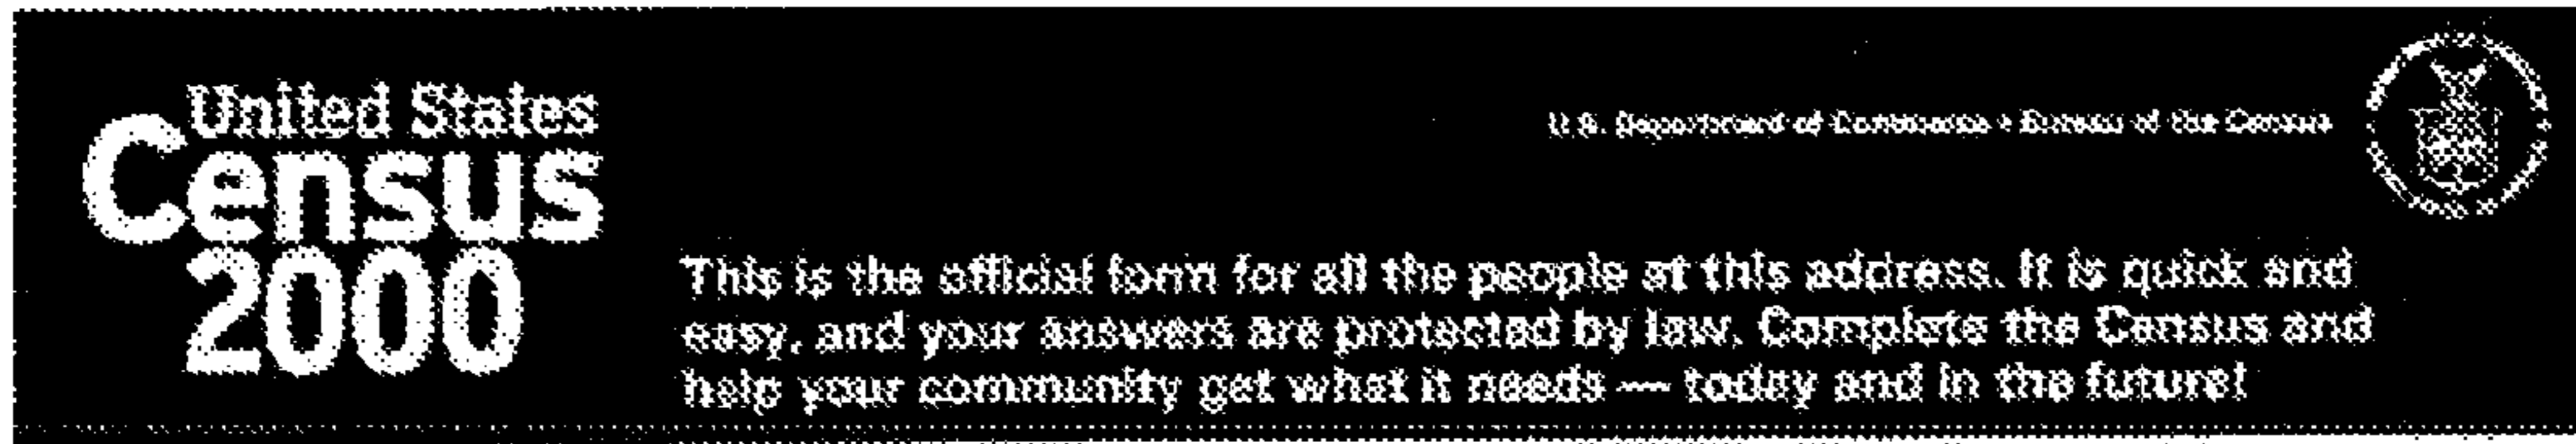 United States
Census
2000
U.S. Department of Commerce • Bureau of the Census
This is the official form for all the people at this address. It is quick and
easy, and your answers are protected by law. Complete the Census and
help your community get what it needs — today and in the future!